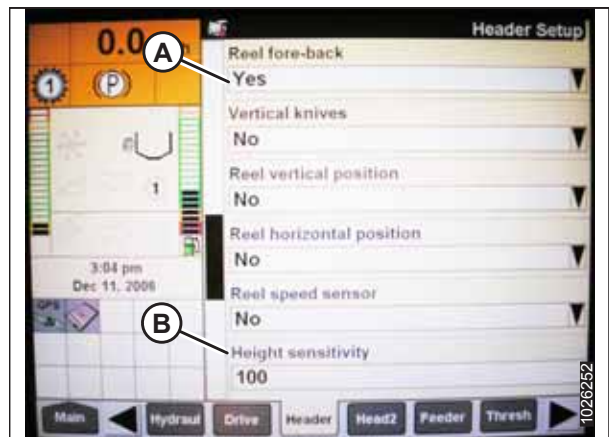 0.0
A
Header Setup
Reel fore-back
Yes
1
P
Vertical knives
No
Reel vertical position
No
1
Reel horizontal position
No
3:04 pm
Dec 11, 2006
Reel speed sensor
No
GPS
B
Height sensitivity
100
Main
Hydraul
Drive
Header
Head2
Feeder
Thresh
1026252